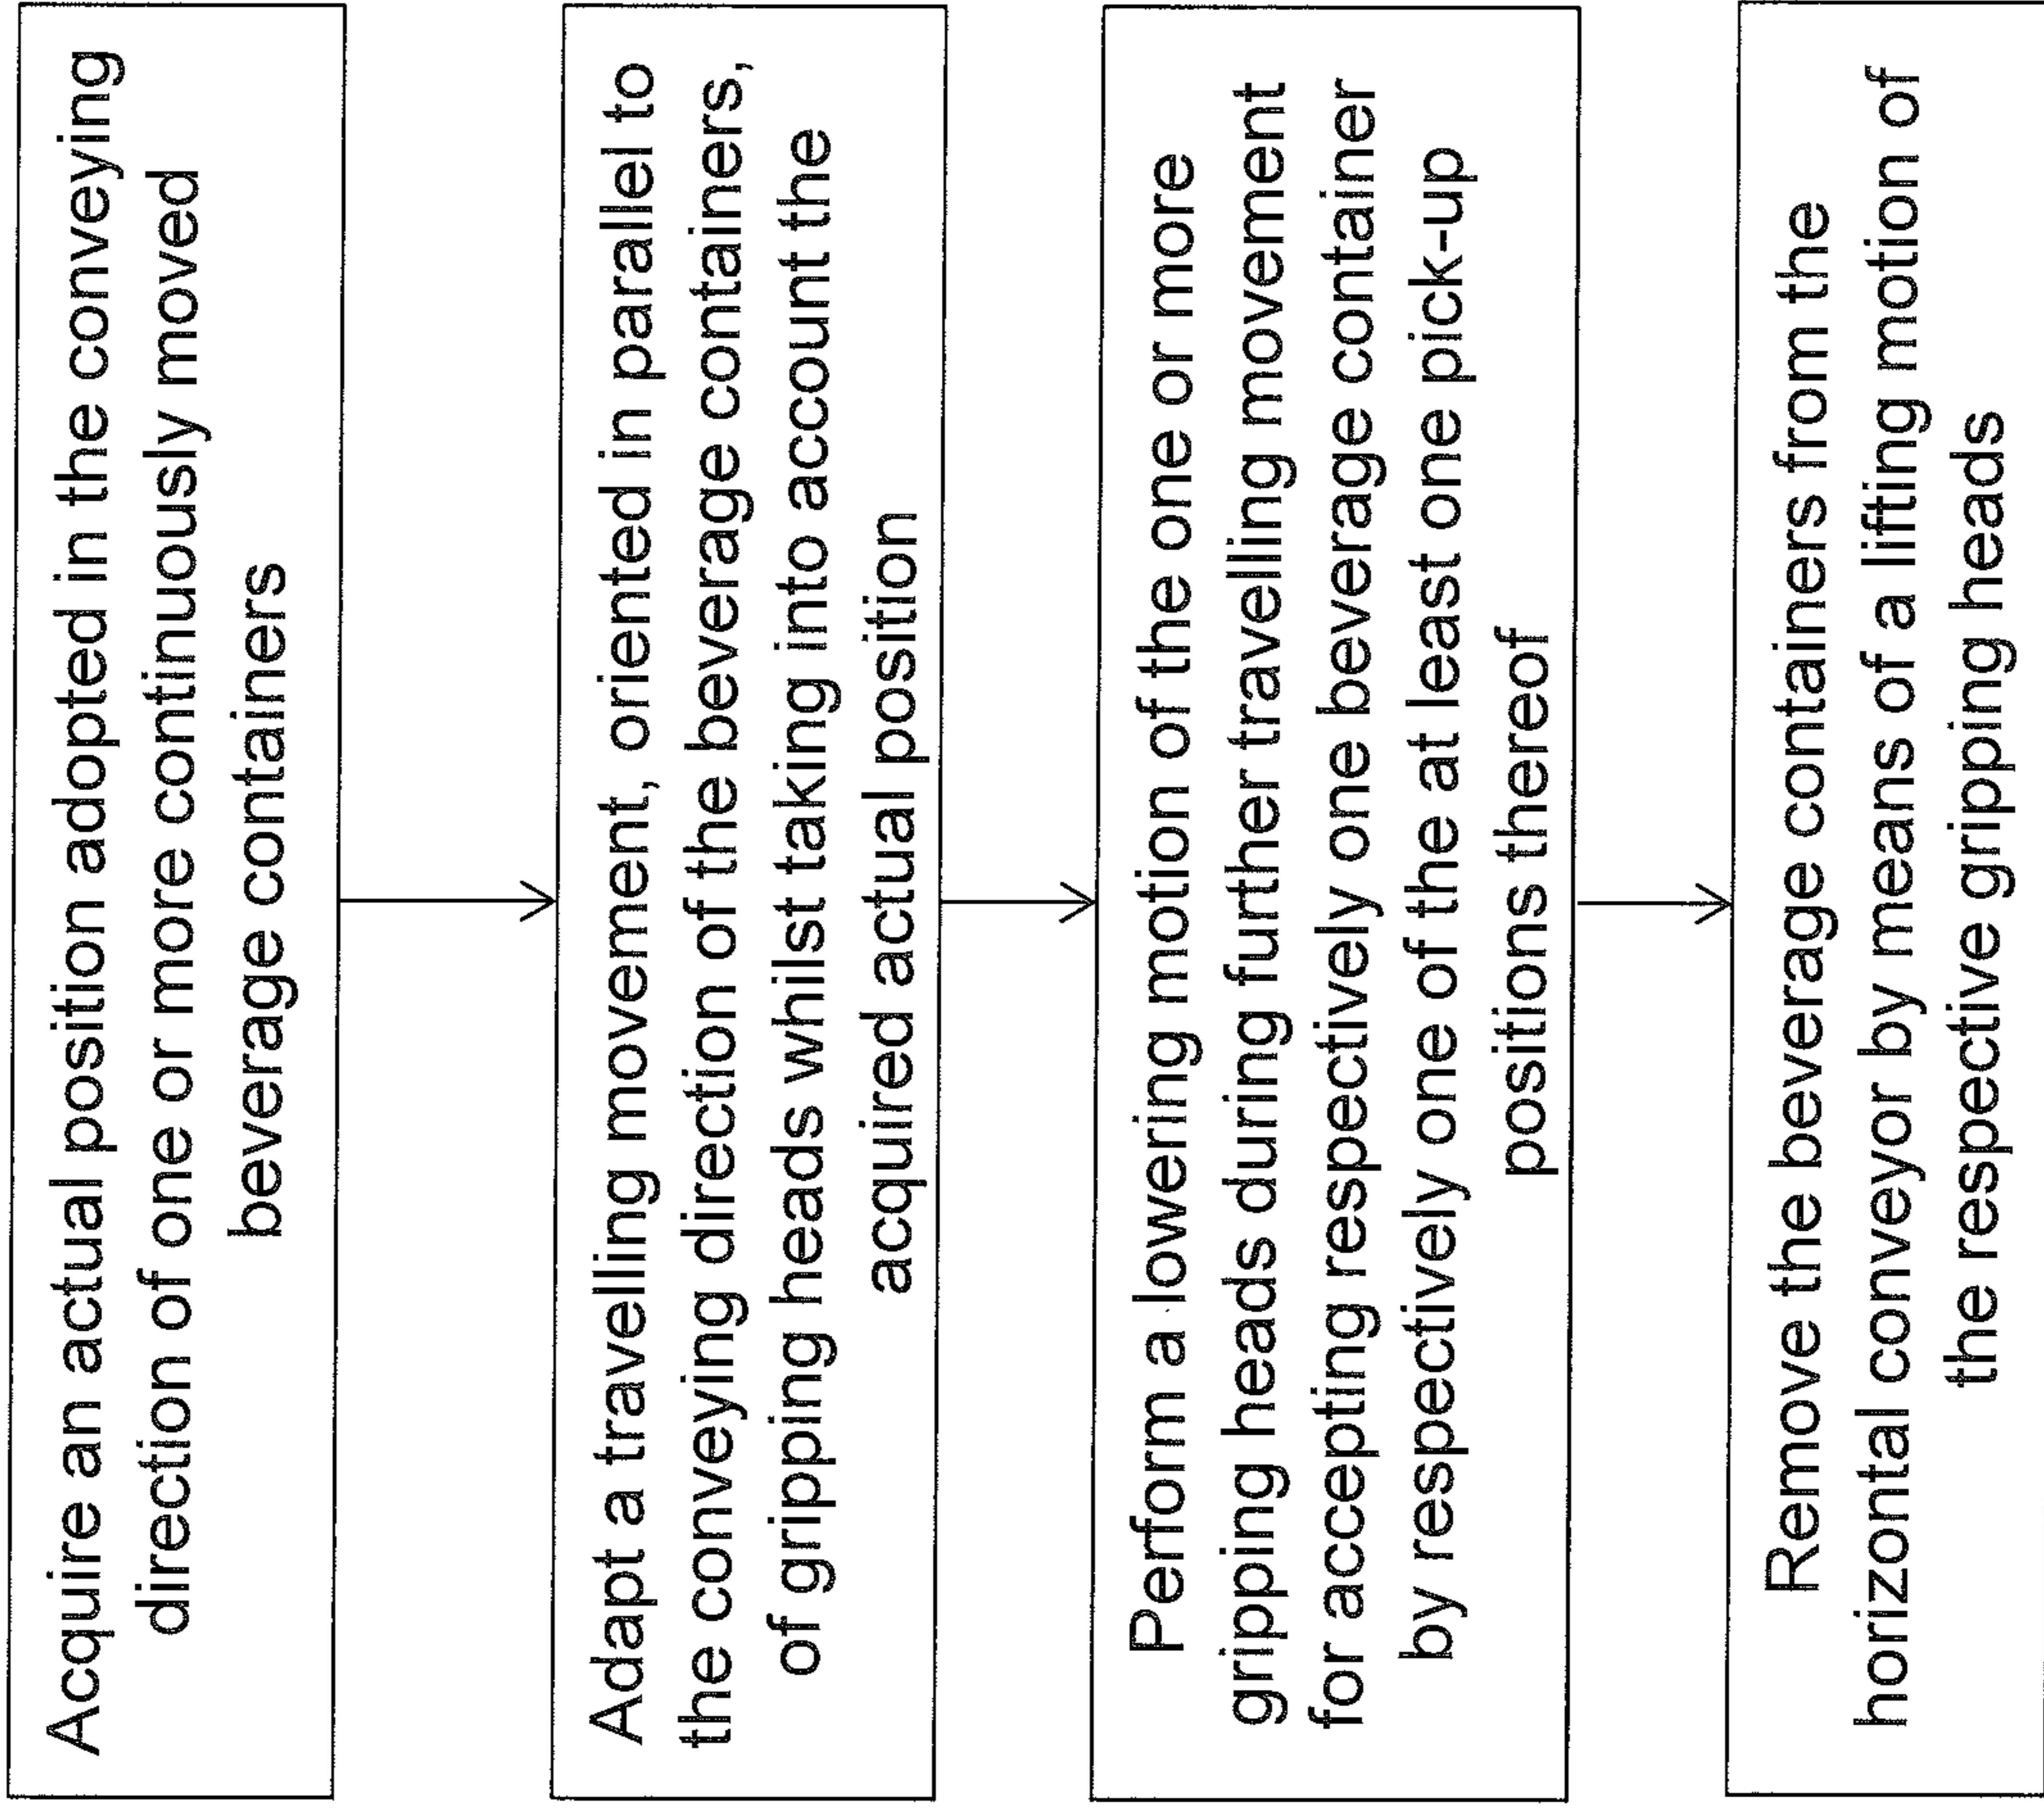 Acquire an actual position adopted in the conveying
direction of one or more continuously moved
beverage containers
Adapt a travelling movement, oriented in parallel to
the conveying direction of the beverage containers,
of gripping heads whilst taking into account the
acquired actual position
Perform a lowering motion of the one or more
gripping heads during further travelling movement
for accepting respectively one beverage container
by respectively one of the at least one pick-up
positions thereof
Remove the beverage containers from the
horizontal conveyor by means of a lifting motion of
the respective gripping heads